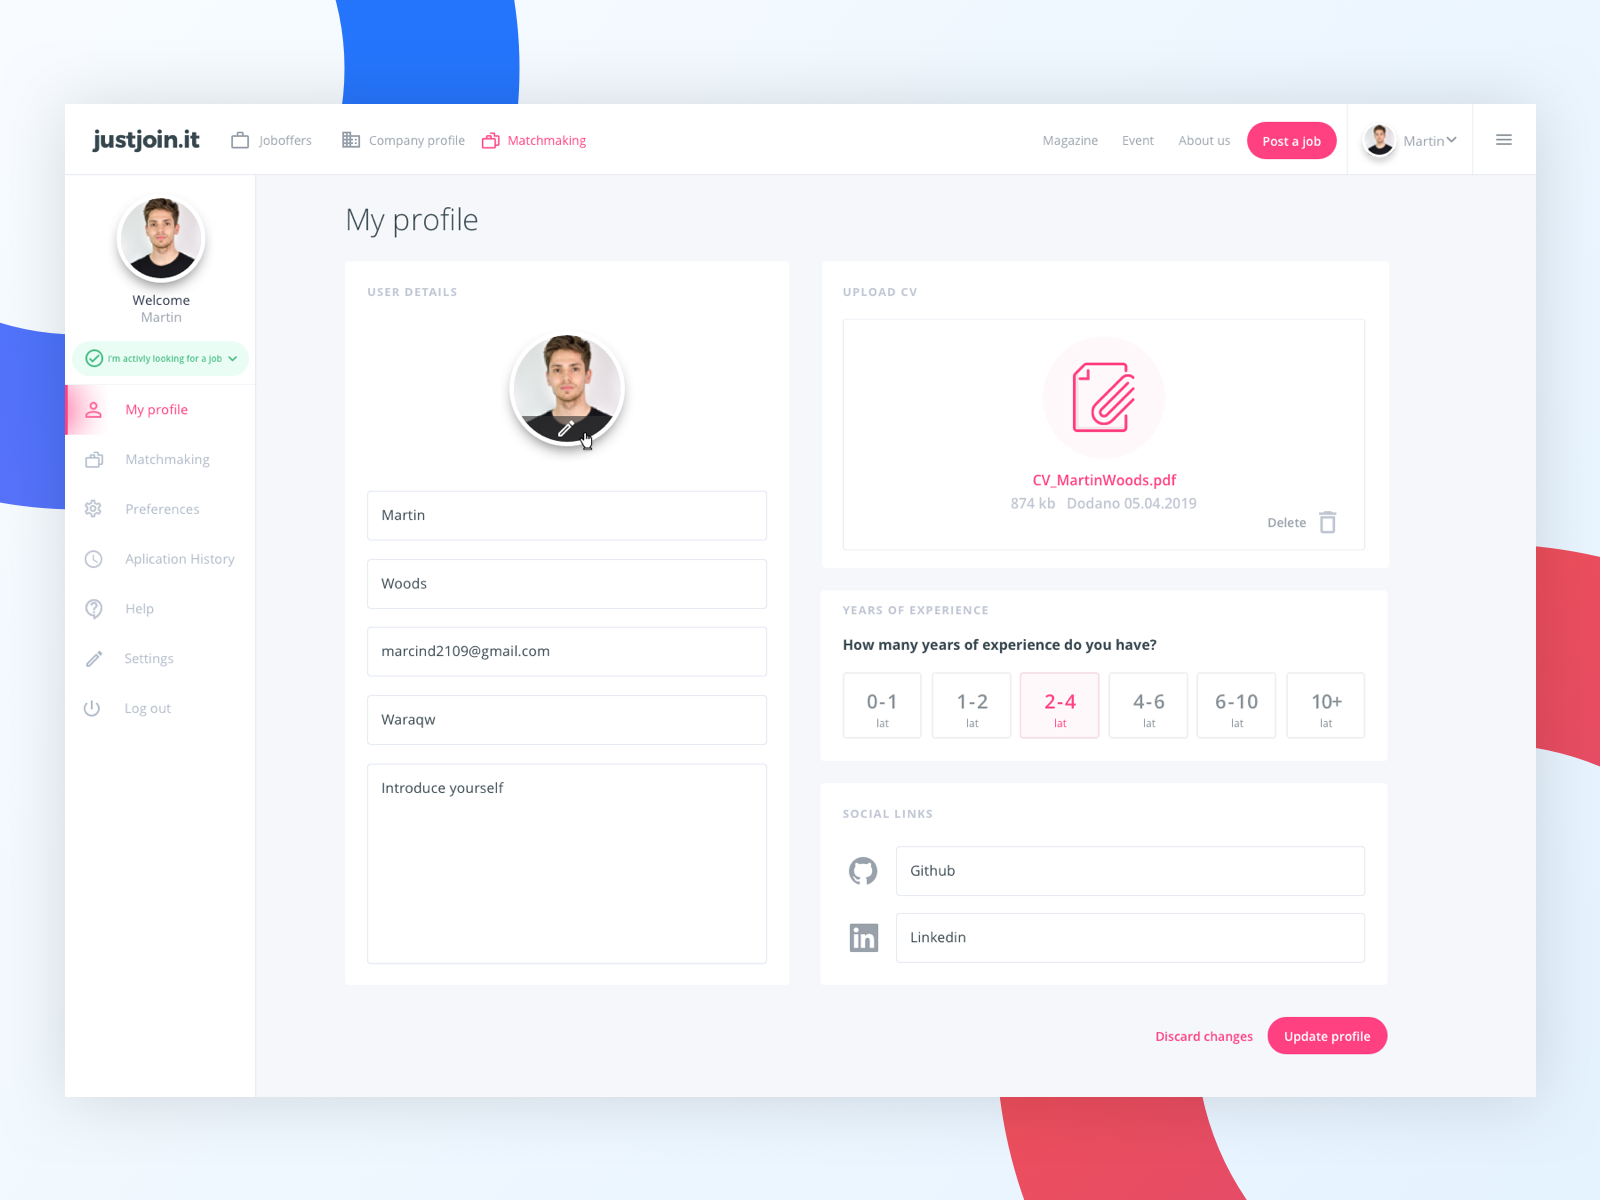 justjoin.it
Joboffers
Company profile
Matchmaking
Magazine
Event
About us
Post a job
Martin
Welcome
Martin
I'm activly looking for a job
My profile
Matchmaking
Preferences
Aplication History
Help
Settings
Log out
My profile
USER DETAILS
Martin
Woods
marcind2109@gmail.com
Waraqw
Introduce yourself
UPLOAD CV
CV_MartinWoods.pdf
874 kb Dodano 05.04.2019
Delete
YEARS OF EXPERIENCE
How many years of experience do you have?
0-1
lat
1-2
lat
2-4
lat
4-6
lat
6-10
lat
10+
lat
SOCIAL LINKS
Github
in
Linkedin
Discard changes
Update profile